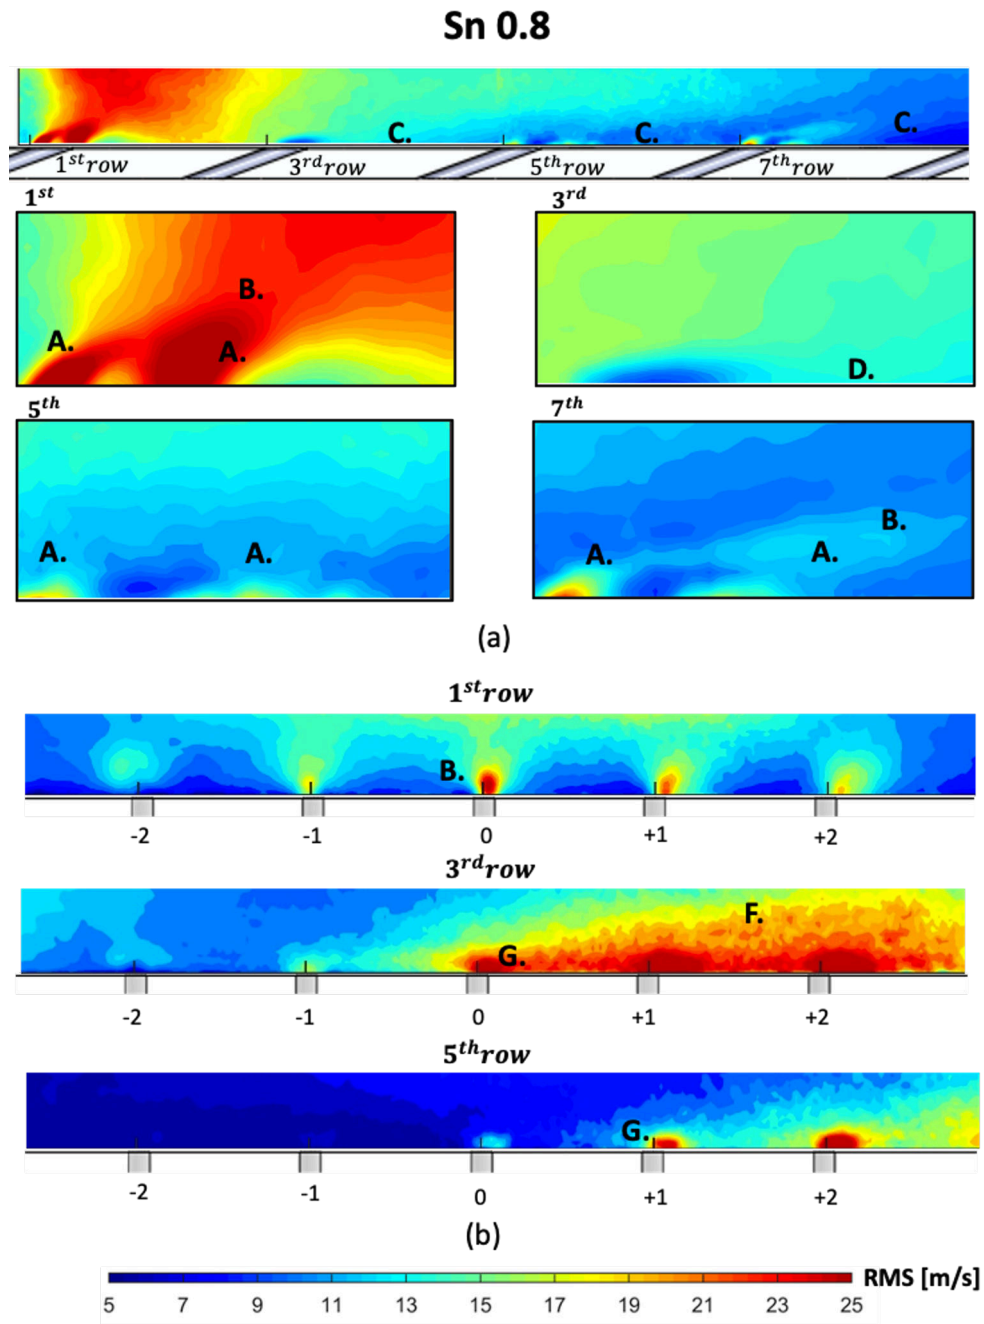 Sn 0.8
C. C. C.
1st row 3rd row 5th row 7th row
1st 3rd
B.
A.
A.
D.
5th 7th
B.
A. A. A. A.
(a)
1st row
B.
-2 -1 0 +1 +2
3rd row
F.
G.
-2 -1 0 +1 +2
5th row
G.
-2 -1 0 +1 +2
(b)
RMS [m/s]
5 7 9 11 13 15 17 19 21 23 25